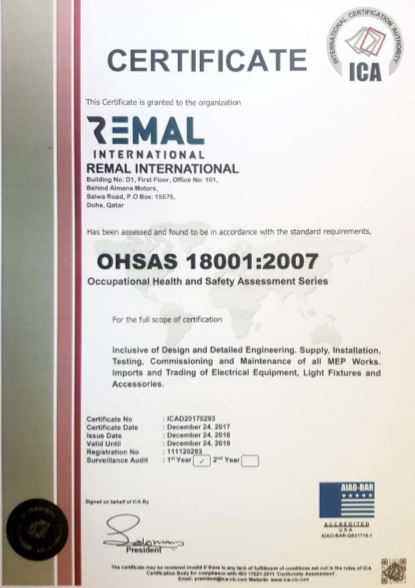 INTERNATIONAL CERTIFICATION AUTHORITY
ICA
CERTIFICATE
This Certificate is granted to the organization
REMAL
INTERNATIONAL
REMAL INTERNATIONAL
Building No: D1, First Floor, Office No: 101,
Behind Almana Motors,
Salwa Road, P.O Box: 15575,
Doha, Qatar
Has been assessed and found to be in accordance with the standard requirements,
OHSAS 18001:2007
Occupational Health and Safety Assessment Series
For the full scope of certification
Inclusive of Design and Detailed Engineering. Supply, Installation,
Testing, Commissioning and Maintenance of all MEP Works.
Imports and Trading of Electrical Equipment, Light Fixtures and
Accessories.
Certificate No : ICAD20170293
Certificate Date : December 24, 2017
Issue Date : December 24, 2018
Valid Until : December 24, 2019
Registration No : 111120293
Surveillance Audit : 1st Year ✓ 2nd Year
Signed on behalf of ICA By
President
AIAO-BAR
ACCREDITED
USA
The certificate may be rendered invalid if there is any lack of fulfilment of conditions set out in the rules of ICA
Certification Body for compliance with ISO 17021:2011 'Conformity Assessment'
Email: president@ica-cb.com Website: www.ica-cb.com